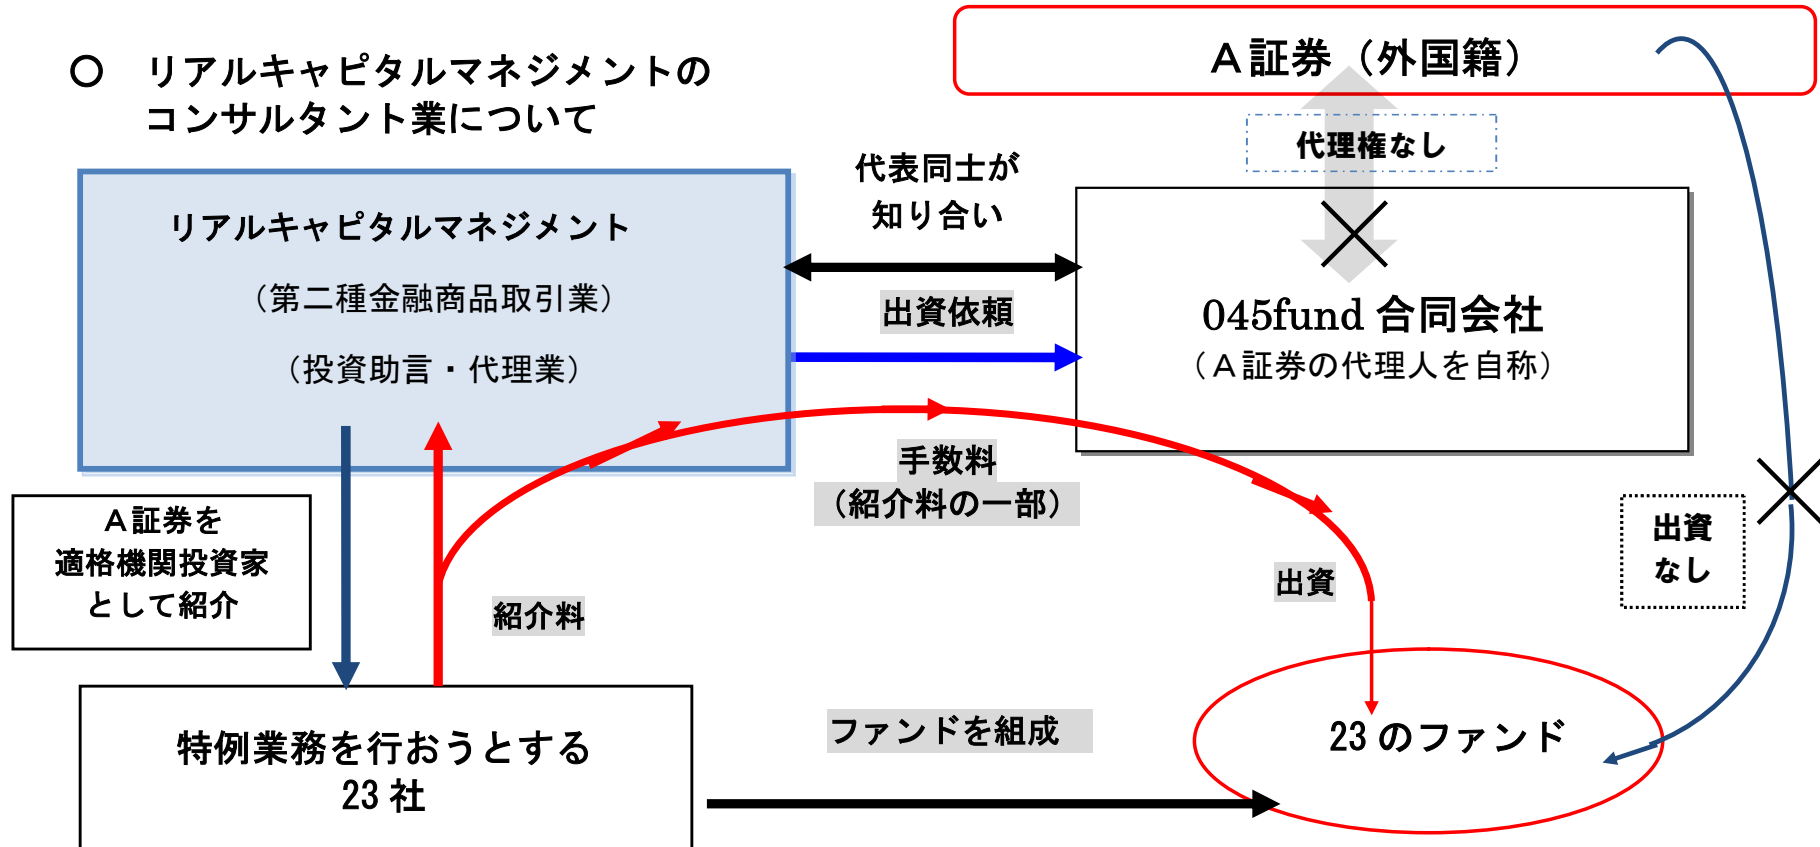 ○ リアルキャピタルマネジメントの
コンサルタント業について
A証券（外国籍）
代理権なし
代表同士が
知り合い
リアルキャピタルマネジメント
（第二種金融商品取引業）
（投資助言・代理業）
出資依頼
045fund 合同会社
（A証券の代理人を自称）
手数料
（紹介料の一部）
A証券を
適格機関投資家
として紹介
紹介料
出資
出資
なし
特例業務を行おうとする
23 社
ファンドを組成
23 のファンド